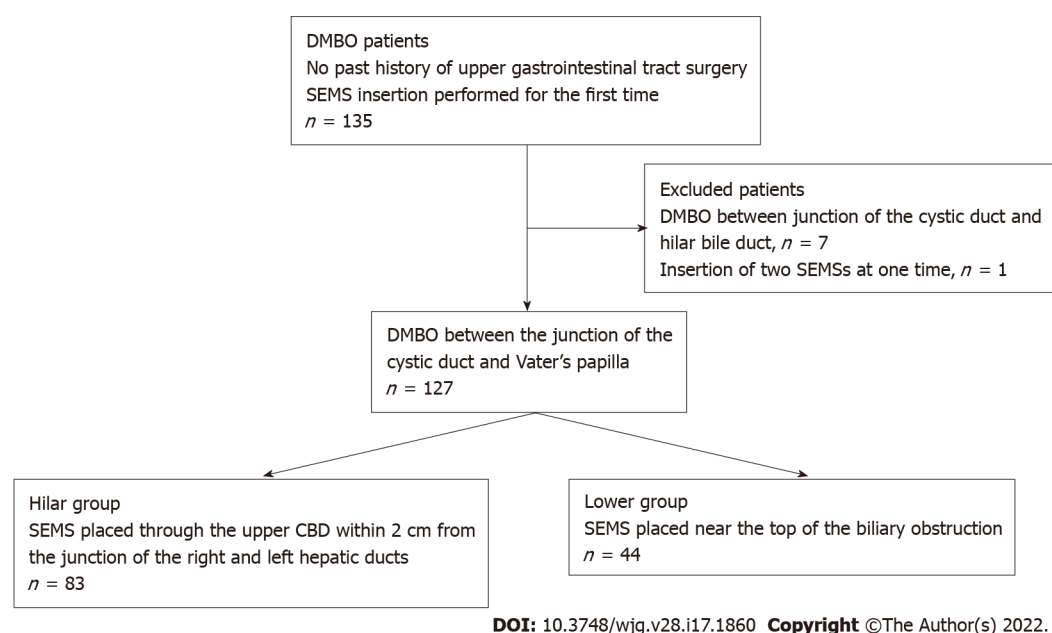 DMBO patients
No past history of upper gastrointestinal tract surgery
SEMS insertion performed for the first time
n = 135
Excluded patients
DMBO between junction of the cystic duct and
hilar bile duct, n = 7
Insertion of two SEMSs at one time, n = 1
DMBO between the junction of the
cystic duct and Vater’s papilla
n = 127
Hilar group
SEMS placed through the upper CBD within 2 cm from
the junction of the right and left hepatic ducts
n = 83
Lower group
SEMS placed near the top of the biliary obstruction
n = 44
DOI: 10.3748/wjg.v28.i17.1860 Copyright ©The Author(s) 2022.